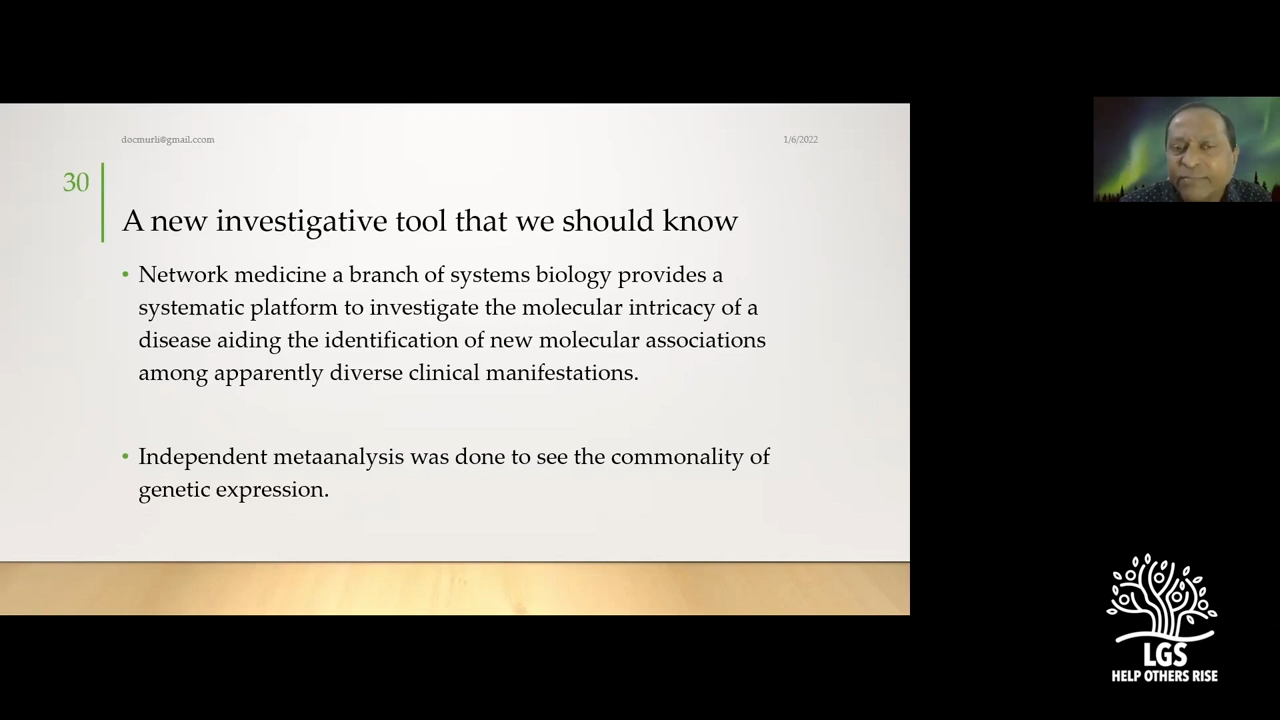 docmurli@gmail.ccom
1/6/2022
30
A new investigative tool that we should know
• Network medicine a branch of systems biology provides a
systematic platform to investigate the molecular intricacy of a
disease aiding the identification of new molecular associations
among apparently diverse clinical manifestations.
• Independent metaanalysis was done to see the commonality of
genetic expression.
LGS
HELP OTHERS RISE